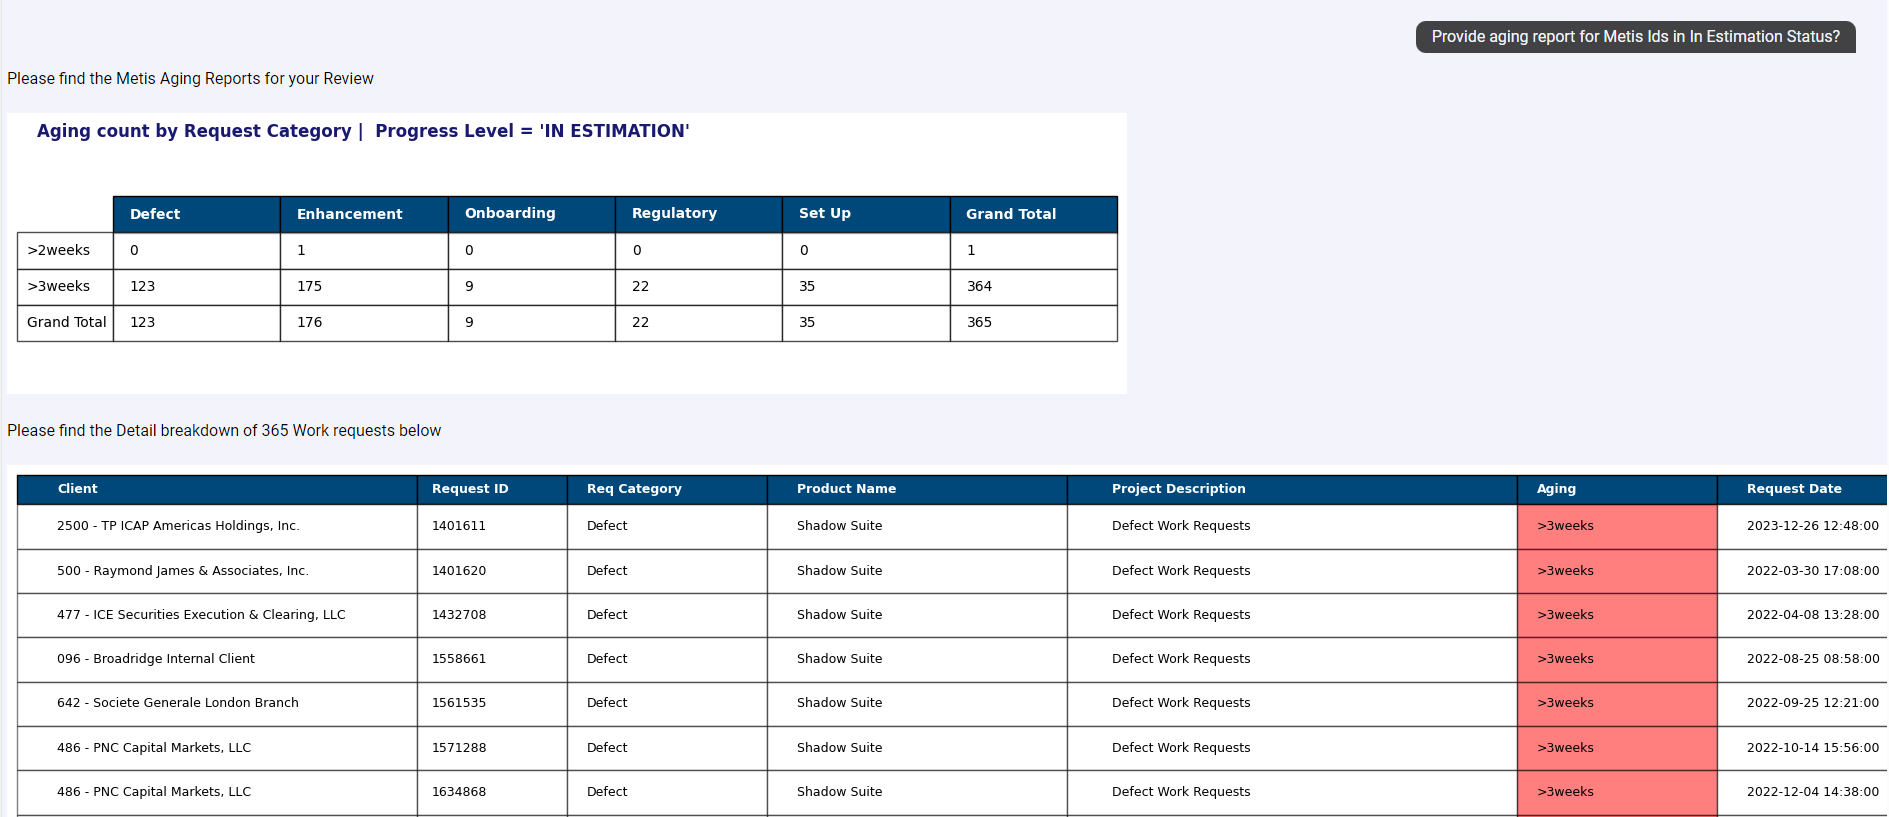 Provide aging report for Metis Ids in In Estimation Status?
Please find the Metis Aging Reports for your Review
Aging count by Request Category | Progress Level = 'IN ESTIMATION'
Defect Enhancement Onboarding Regulatory Set Up Grand Total
>2weeks 0 1 0 0 0 1
>3weeks 123 175 9 22 35 364
Grand Total 123 176 9 22 35 365
Please find the Detail breakdown of 365 Work requests below
Client Request ID Req Category Product Name Project Description Aging Request Date
2500 - TP ICAP Americas Holdings, Inc. 1401611 Defect Shadow Suite Defect Work Requests >3weeks 2023-12-26 12:48:00
500 - Raymond James & Associates, Inc. 1401620 Defect Shadow Suite Defect Work Requests >3weeks 2022-03-30 17:08:00
477 - ICE Securities Execution & Clearing, LLC 1432708 Defect Shadow Suite Defect Work Requests >3weeks 2022-04-08 13:28:00
096 - Broadridge Internal Client 1558661 Defect Shadow Suite Defect Work Requests >3weeks 2022-08-25 08:58:00
642 - Societe Generale London Branch 1561535 Defect Shadow Suite Defect Work Requests >3weeks 2022-09-25 12:21:00
486 - PNC Capital Markets, LLC 1571288 Defect Shadow Suite Defect Work Requests >3weeks 2022-10-14 15:56:00
486 - PNC Capital Markets, LLC 1634868 Defect Shadow Suite Defect Work Requests >3weeks 2022-12-04 14:38:00